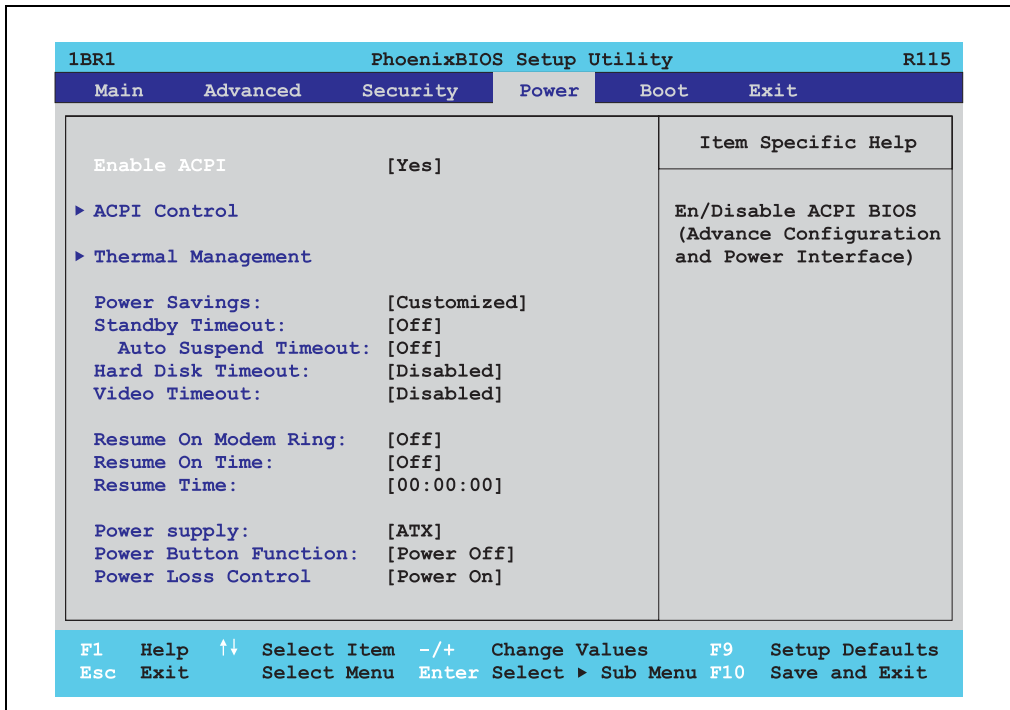 1BR1 PhoenixBIOS Setup Utility R115
Main Advanced Security Power Boot Exit
Enable ACPI [Yes]
▶ ACPI Control
▶ Thermal Management
Power Savings: [Customized]
Standby Timeout: [Off]
Auto Suspend Timeout: [Off]
Hard Disk Timeout: [Disabled]
Video Timeout: [Disabled]
Resume On Modem Ring: [Off]
Resume On Time: [Off]
Resume Time: [00:00:00]
Power supply: [ATX]
Power Button Function: [Power Off]
Power Loss Control [Power On]
Item Specific Help
En/Disable ACPI BIOS
(Advance Configuration
and Power Interface)
F1 Help ↑↓ Select Item -/+ Change Values F9 Setup Defaults
Esc Exit Select Menu Enter Select ▶ Sub Menu F10 Save and Exit